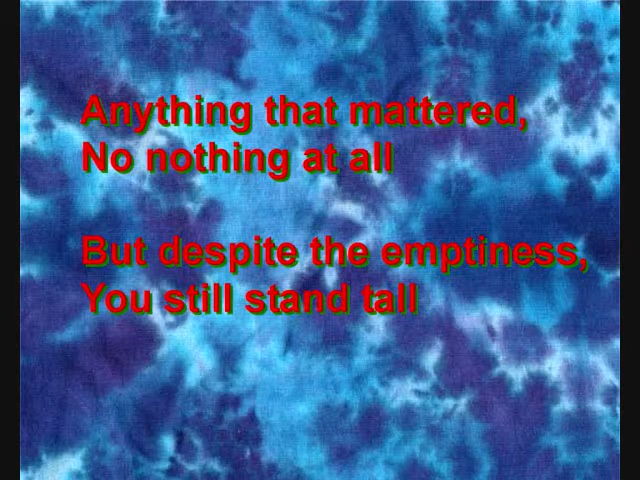 Anything that mattered,
No nothing at all
But despite the emptiness,
You still stand tall